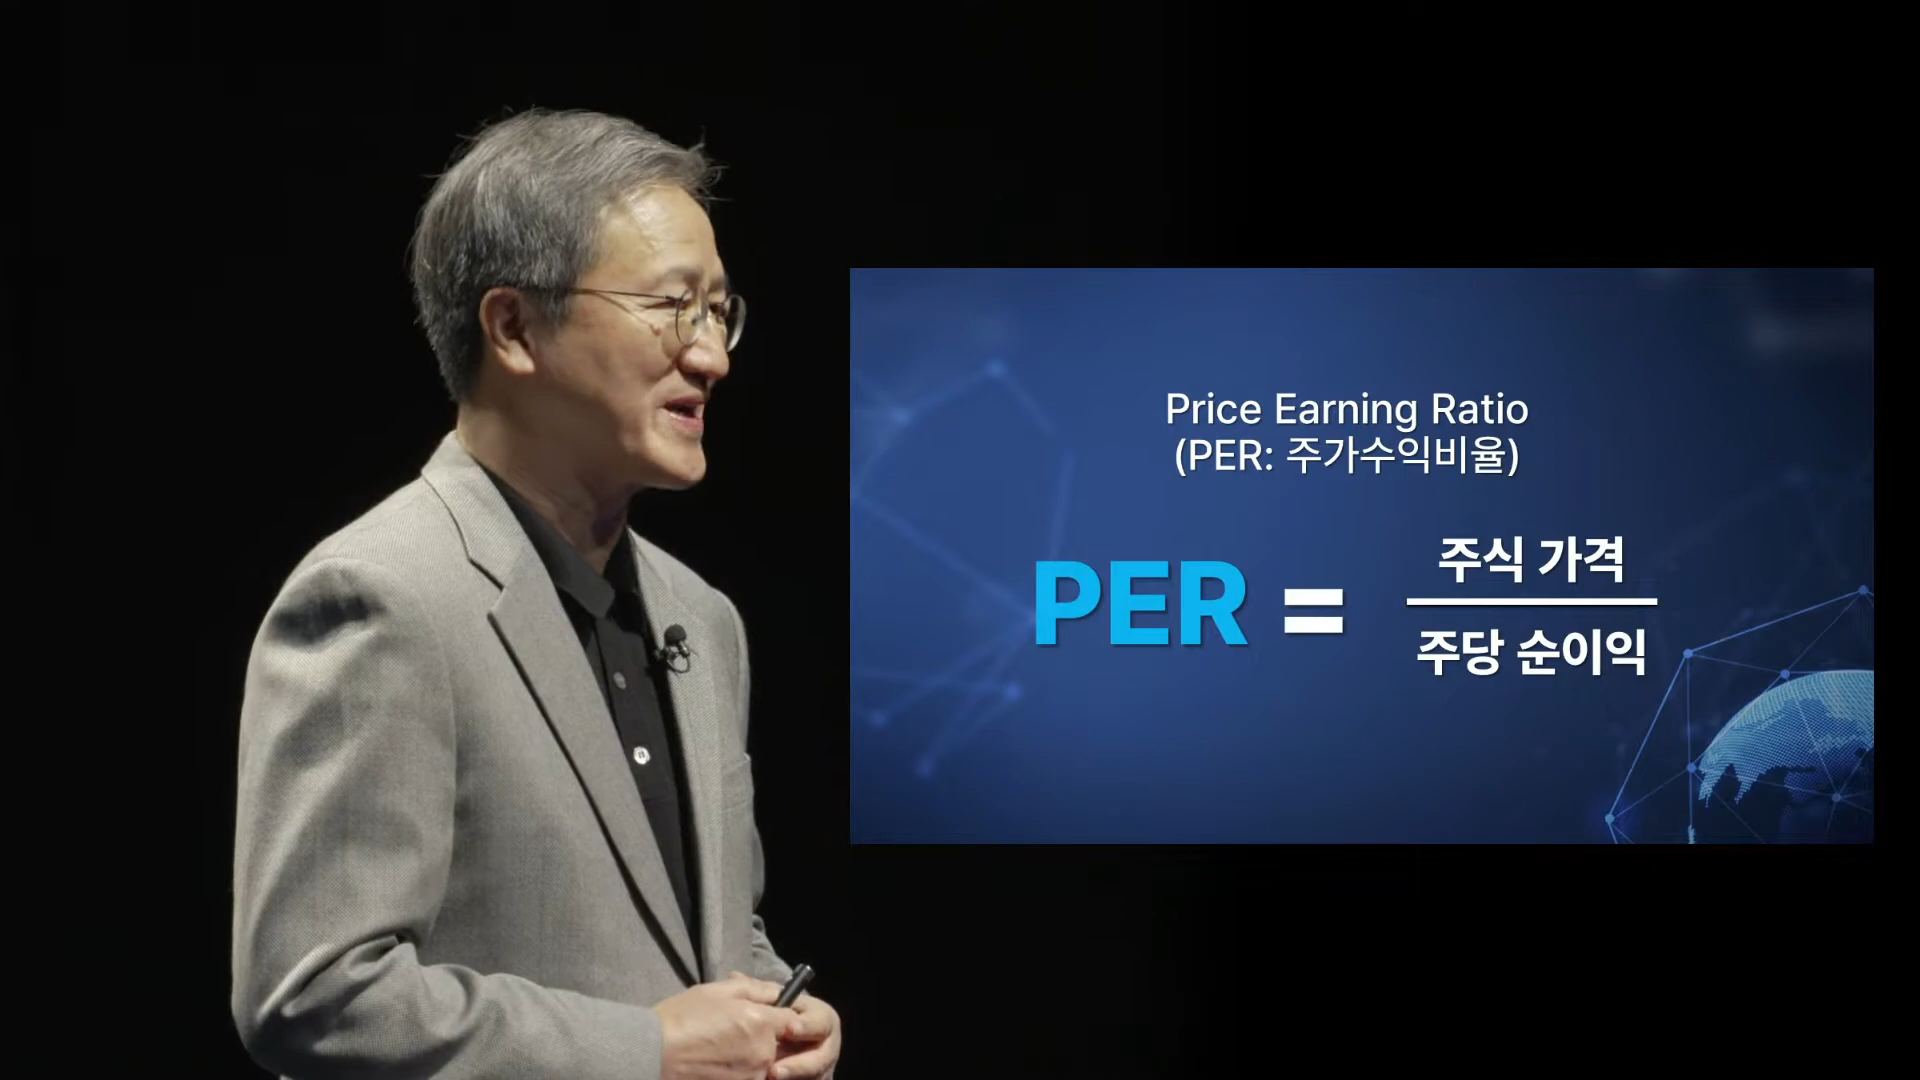 Price Earning Ratio
(PER: 주가수익비율)
PER = 주식 가격
주당 순이익